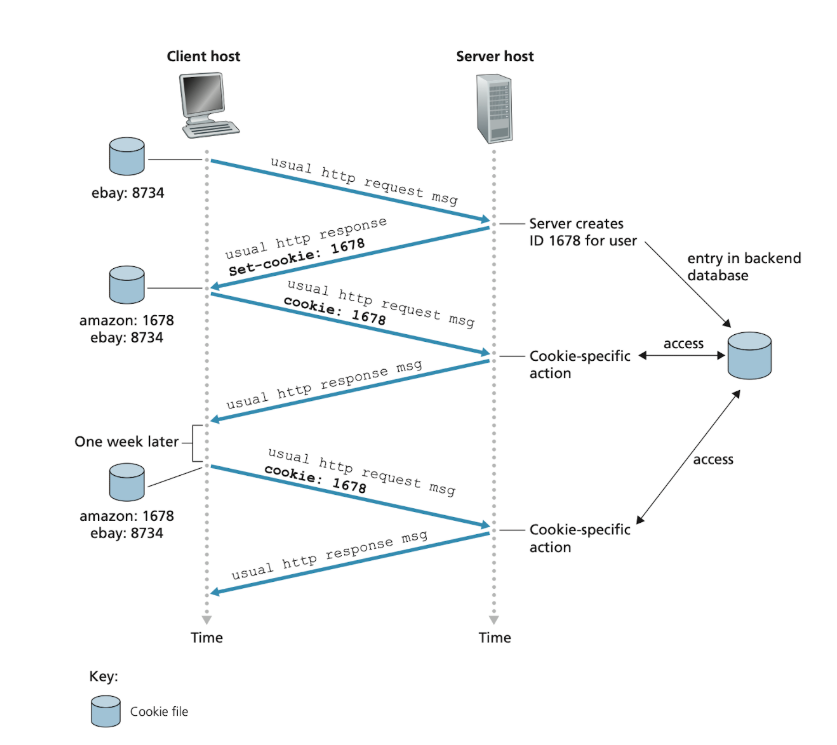 Client host
Server host
ebay: 8734
usual http request msg
Server creates
ID 1678 for user
entry in backend
database
usual http response
Set-cookie: 1678
amazon: 1678
ebay: 8734
usual http request msg
cookie: 1678
Cookie-specific
action
access
usual http response msg
One week later
access
amazon: 1678
ebay: 8734
usual http request msg
cookie: 1678
Cookie-specific
action
usual http response msg
Time
Time
Key:
Cookie file